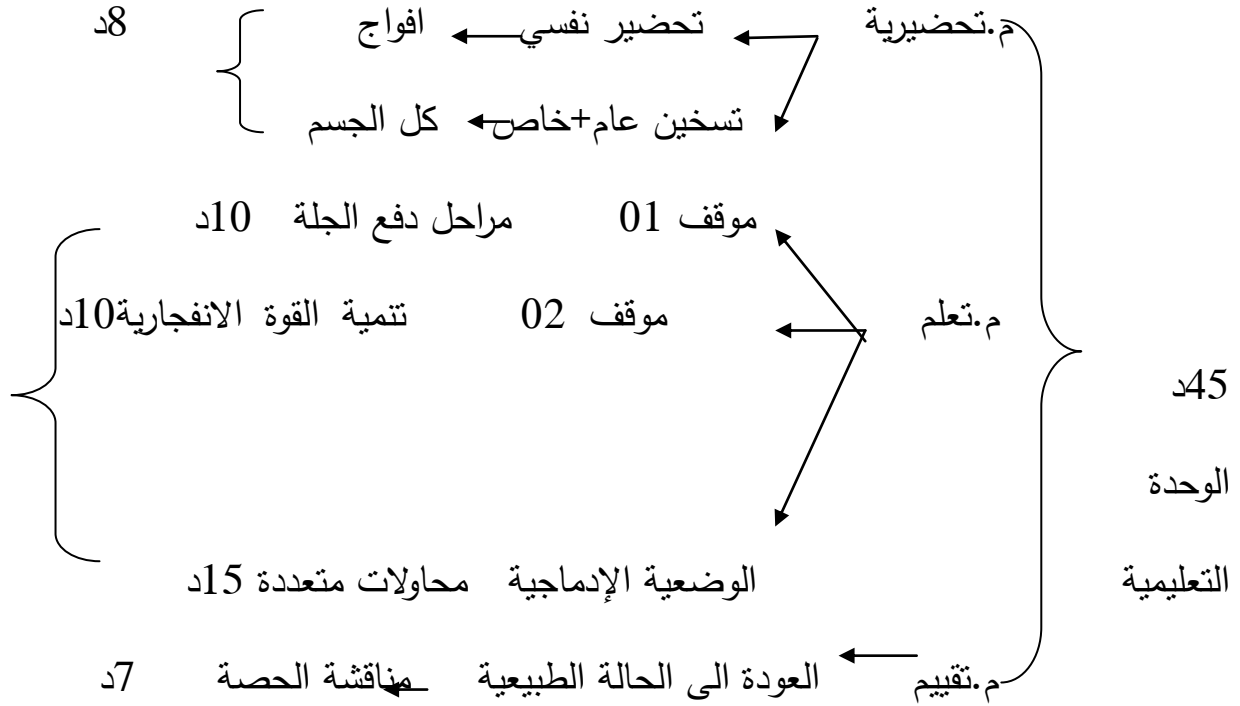 م.تحضيرية تحضير نفسي افواج 8د
تسخين عام+خاص كل الجسم
موقف 01 مراحل دفع الجلة 10د
م.تعلم موقف 02 تنمية القوة الانفجارية10د
45د
الوحدة
التعليمية
الوضعية الإدماجية محاولات متعددة 15د
م.تقييم العودة الى الحالة الطبيعية مناقشة الحصة 7د